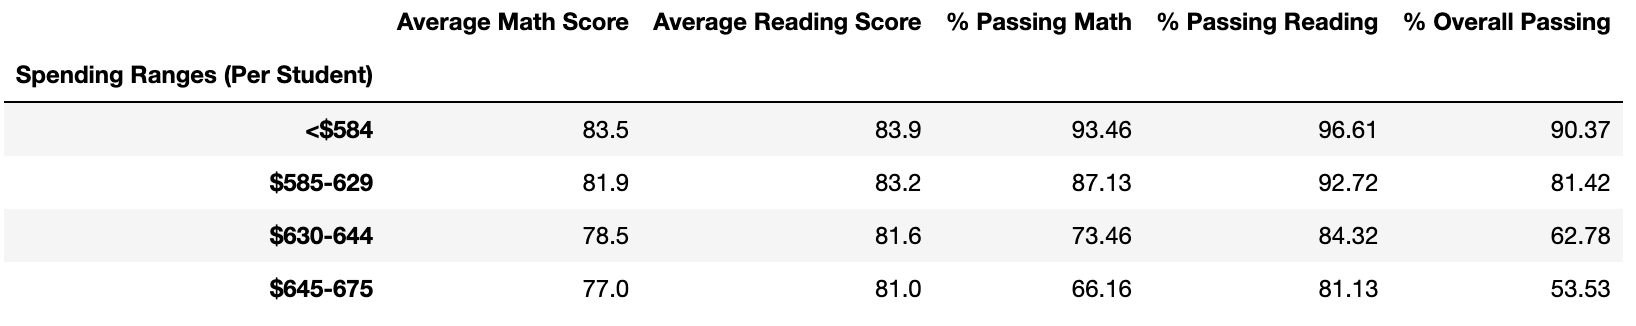 Average Math Score Average Reading Score % Passing Math % Passing Reading % Overall Passing
Spending Ranges (Per Student)
<$584 83.5 83.9 93.46 96.61 90.37
$585-629 81.9 83.2 87.13 92.72 81.42
$630-644 78.5 81.6 73.46 84.32 62.78
$645-675 77.0 81.0 66.16 81.13 53.53